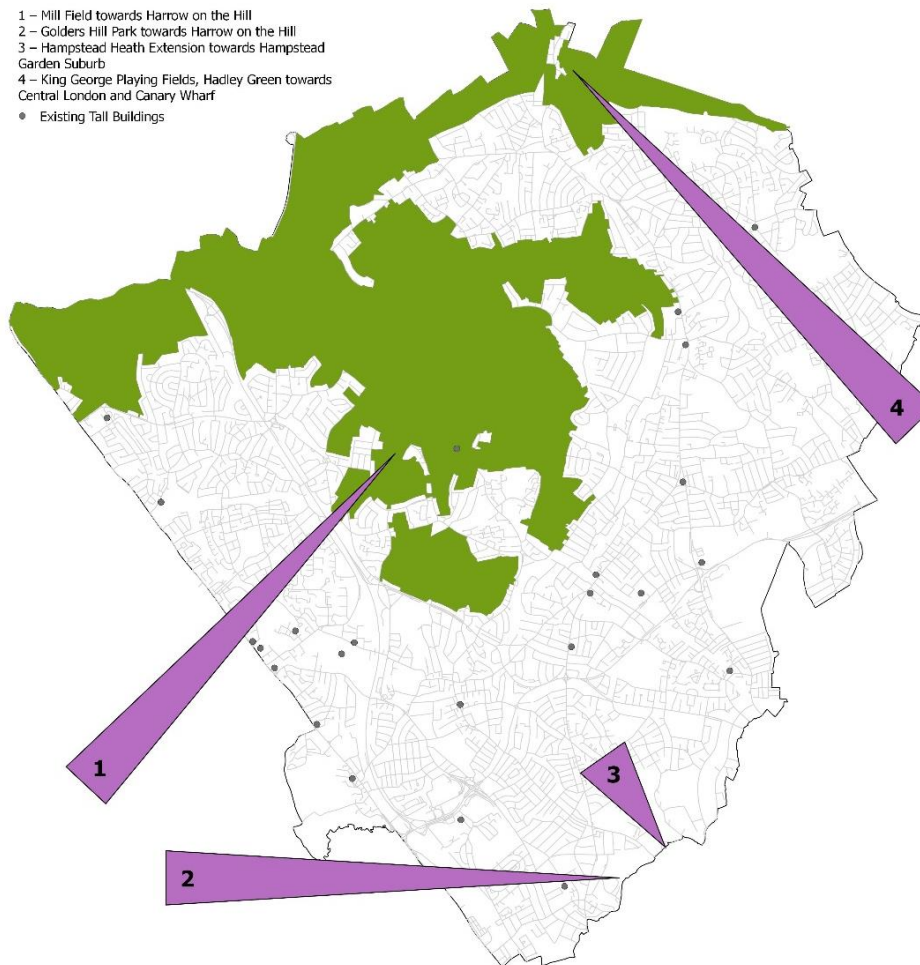 1 – Mill Field towards Harrow on the Hill
2 – Golders Hill Park towards Harrow on the Hill
3 – Hampstead Heath Extension towards Hampstead
Garden Suburb
4 – King George Playing Fields, Hadley Green towards
Central London and Canary Wharf
Existing Tall Buildings
4
1
3
2